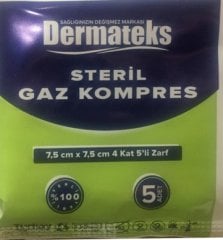 SAĞLIĞINIZIN DEĞİŞMEZ MARKASI
Dermateks
STERİL
GAZ KOMPRES
7,5 cm x 7,5 cm 4 Kat 5'li Zarf
%100
5 ADET